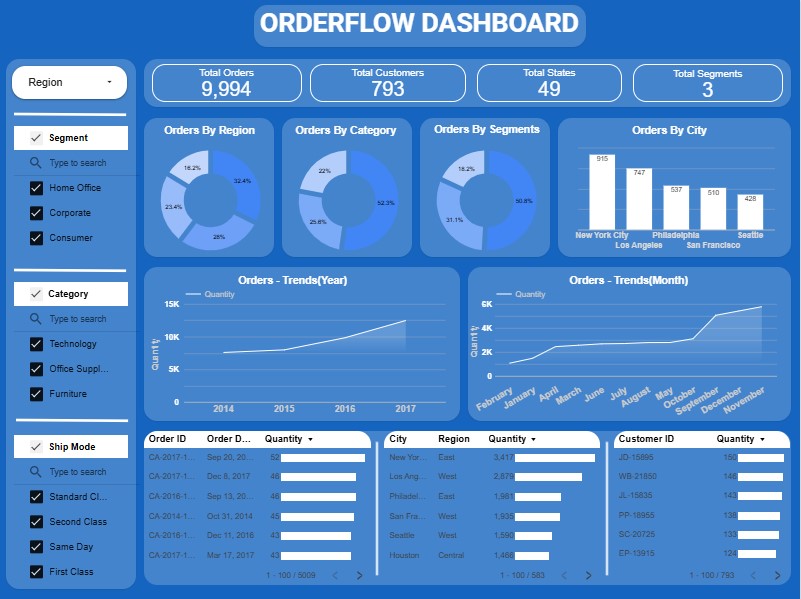 ORDERFLOW DASHBOARD
Region
Total Orders
9,994
Total Customers
793
Total States
49
Total Segments
3
Segment
Type to search
Home Office
Corporate
Consumer
Category
Type to search
Technology
Office Suppl...
Furniture
Ship Mode
Type to search
Standard Cl...
Second Class
Same Day
First Class
Orders By Region
18.2%
32.4%
23.4%
28%
Orders By Category
22%
52.3%
25.8%
Orders By Segments
18.2%
50.8%
31.1%
Orders By City
915
747
537
510
428
New York City
Los Angeles
Philadelphia
San Francisco
Seattle
Orders - Trends(Year)
Quantity
15K
10K
5K
0
Quantity
2014 2015 2016 2017
Orders - Trends(Month)
Quantity
6K
4K
2K
0
Quantity
February January April March June July August May October September December November
Order ID Order D... Quantity
CA-2017-1... Sep 20, 20... 52
CA-2017-1... Dec 8, 2017 46
CA-2016-1... Sep 13, 20... 46
CA-2014-1... Oct 31, 2014 45
CA-2016-1... Dec 11, 2016 43
CA-2017-1... Mar 17, 2017 43
1 - 100 / 5009
City Region Quantity
New Yor... East 3,417
Los Ang... West 2,879
Philadel... East 1,981
San Fra... West 1,935
Seattle West 1,590
Houston Central 1,466
1 - 100 / 583
Customer ID Quantity
JD-15895 150
WB-21850 146
JL-15835 143
PP-18955 138
SC-20725 133
EP-13915 124
1 - 100 / 793